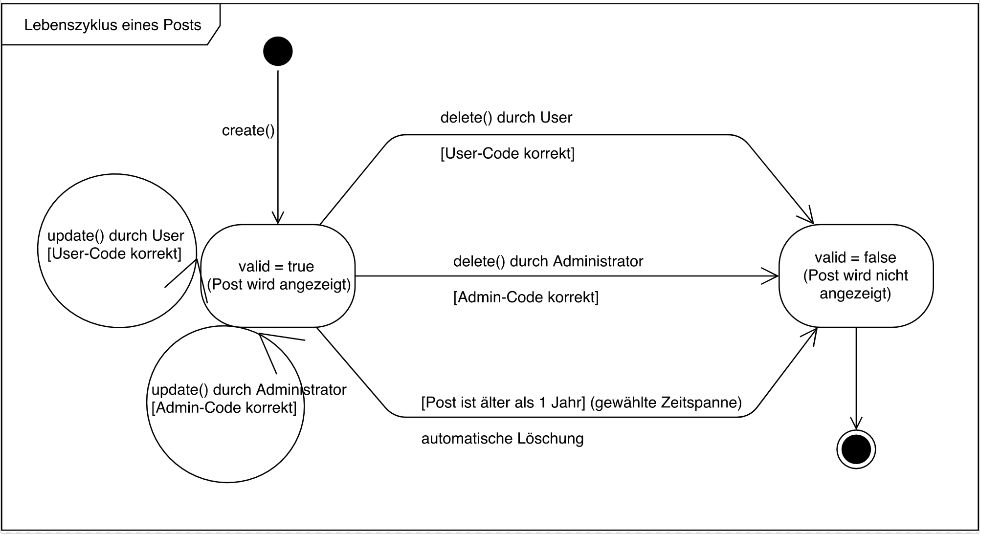 Lebenszyklus eines Posts
create()
delete() durch User
[User-Code korrekt]
update() durch User
[User-Code korrekt]
valid = true
(Post wird angezeigt)
delete() durch Administrator
[Admin-Code korrekt]
valid = false
(Post wird nicht
angezeigt)
update() durch Administrator
[Admin-Code korrekt]
[Post ist älter als 1 Jahr] (gewählte Zeitspanne)
automatische Löschung